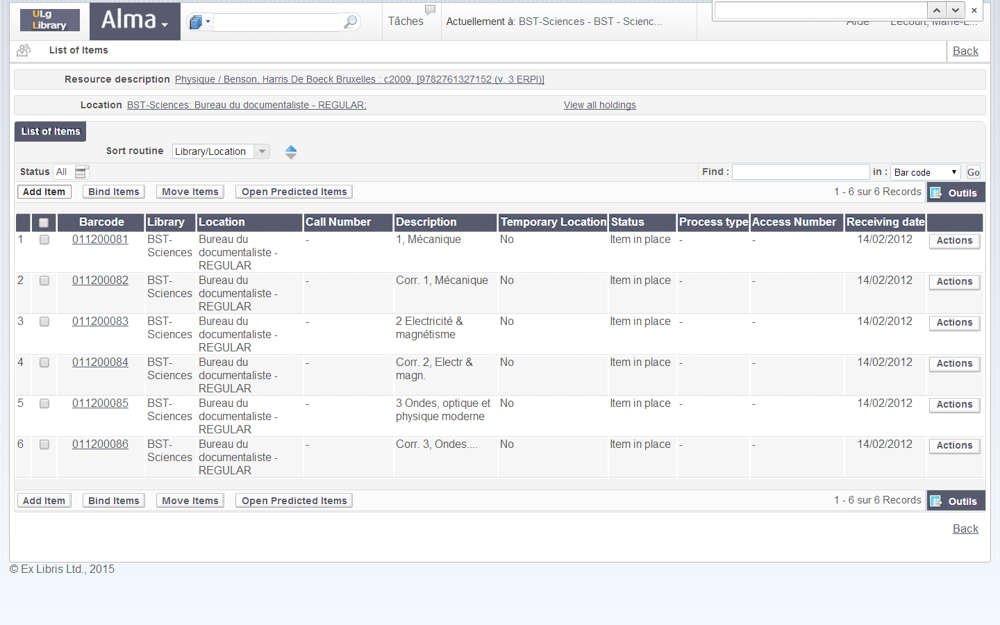 ULg Library
Alma
Tâches
Actuellement à: BST-Sciences - BST - Scienc...
Aide
Lecourt, Marie-E...
List of Items
Back
Resource description Physique / Benson, Harris De Boeck Bruxelles : c2009. [9782761327152 (v. 3 ERPI)]
Location BST-Sciences: Bureau du documentaliste - REGULAR;
View all holdings
List of Items
Sort routine Library/Location
Status All
Find : in : Bar code Go
Add Item Bind Items Move Items Open Predicted Items
1 - 6 sur 6 Records Outils
Barcode Library Location Call Number Description Temporary Location Status Process type Access Number Receiving date
1 011200081 BST-Sciences Bureau du documentaliste - REGULAR - 1, Mécanique No Item in place - - 14/02/2012 Actions
2 011200082 BST-Sciences Bureau du documentaliste - REGULAR - Corr. 1, Mécanique No Item in place - - 14/02/2012 Actions
3 011200083 BST-Sciences Bureau du documentaliste - REGULAR - 2 Electricité & magnétisme No Item in place - - 14/02/2012 Actions
4 011200084 BST-Sciences Bureau du documentaliste - REGULAR - Corr. 2, Electr & magn. No Item in place - - 14/02/2012 Actions
5 011200085 BST-Sciences Bureau du documentaliste - REGULAR - 3 Ondes, optique et physique moderne No Item in place - - 14/02/2012 Actions
6 011200086 BST-Sciences Bureau du documentaliste - REGULAR - Corr. 3, Ondes.... No Item in place - - 14/02/2012 Actions
Add Item Bind Items Move Items Open Predicted Items
1 - 6 sur 6 Records Outils
Back
© Ex Libris Ltd., 2015